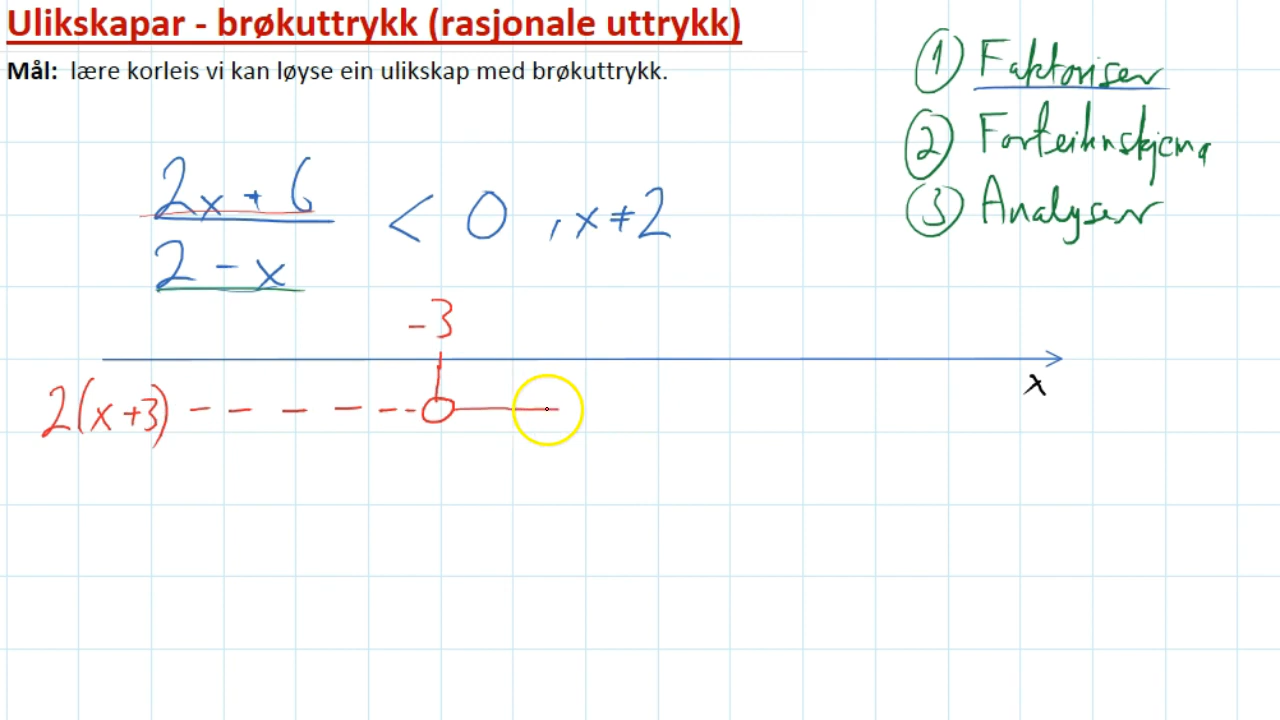 Ulikskapar - brøkuttrykk (rasjonale uttrykk)
Mål: lære korleis vi kan løyse ein ulikskap med brøkuttrykk.
① Faktoriser
② Forteiknskjema
③ Analyser
2x + 6
< 0 , x ≠ 2
2 - x
-3
x
2(x+3)